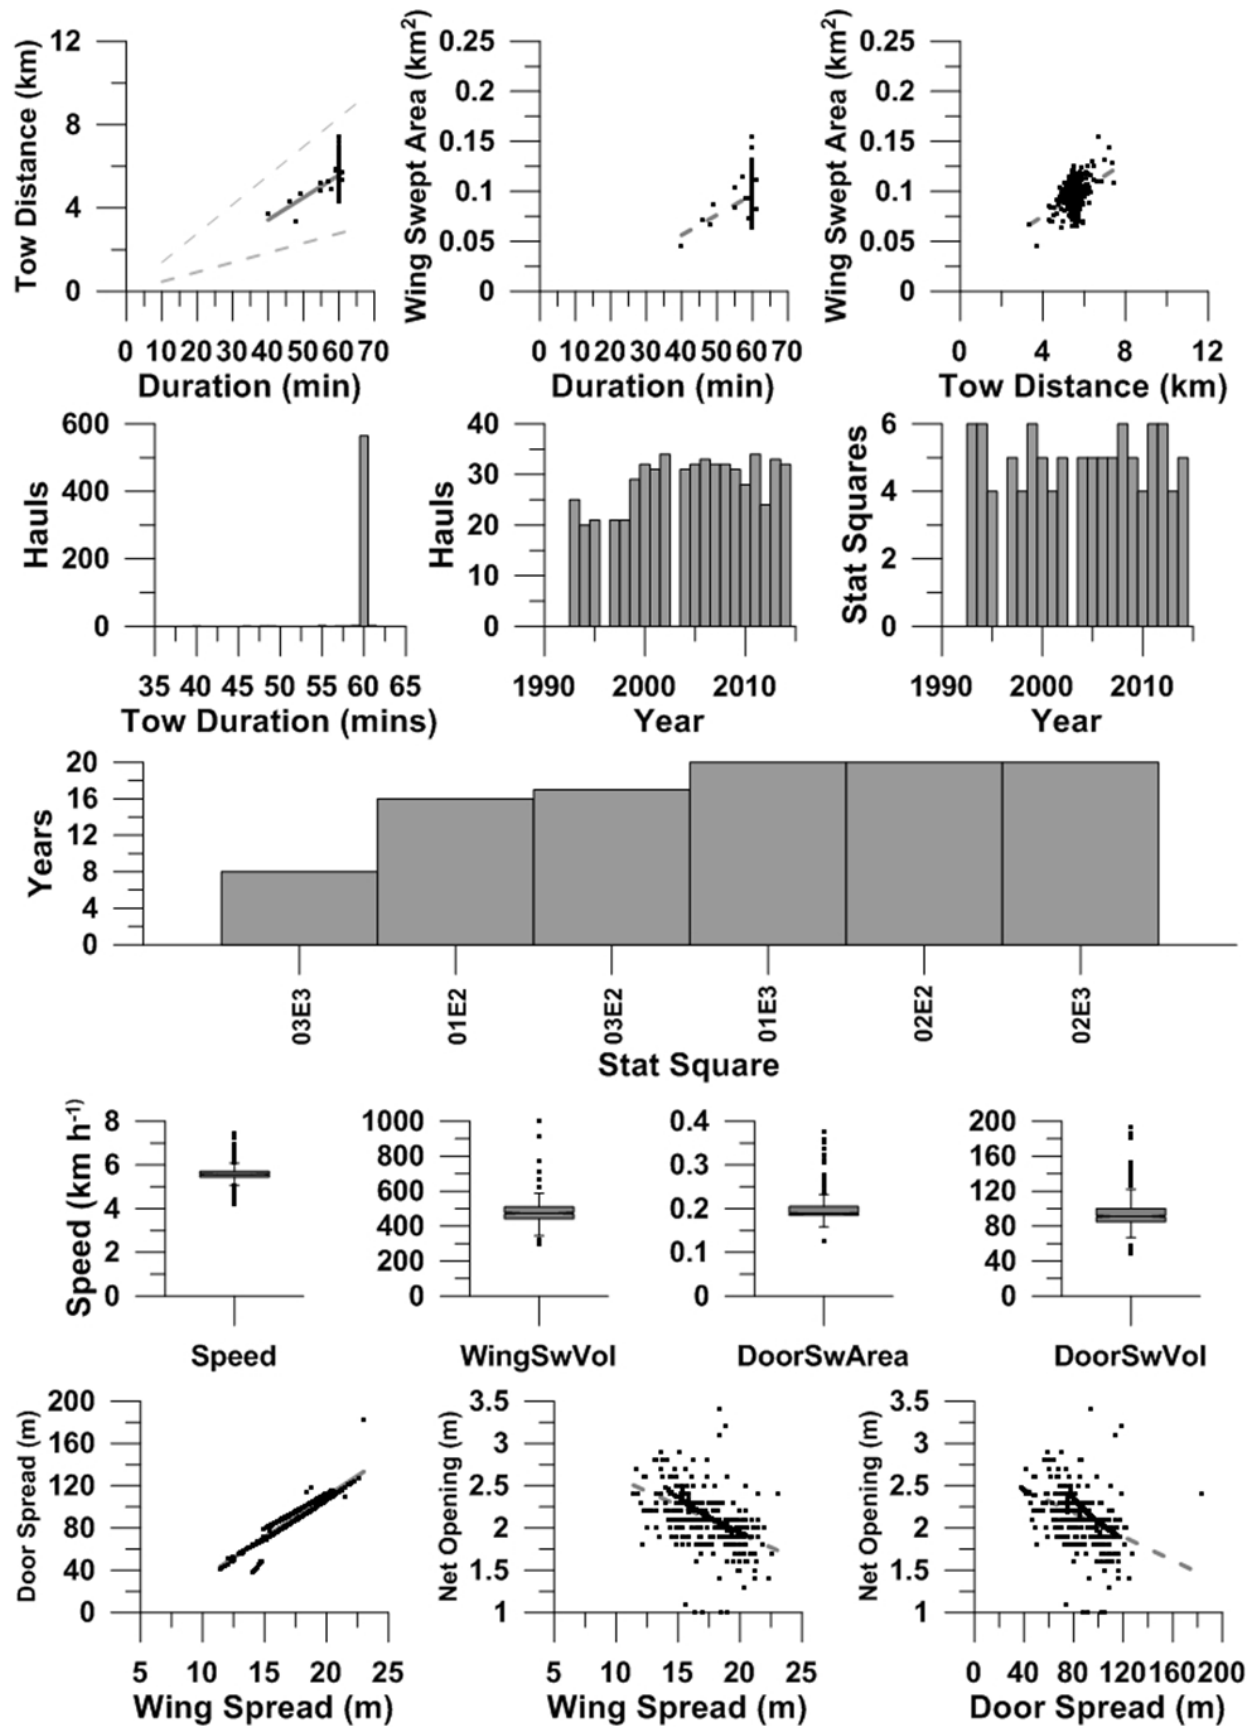 Tow Distance (km)
12
8
4
0
0 10 20 30 40 50 60 70
Duration (min)
Wing Swept Area (km²)
0.25
0.2
0.15
0.1
0.05
0
0 10 20 30 40 50 60 70
Duration (min)
Wing Swept Area (km²)
0.25
0.2
0.15
0.1
0.05
0
0 4 8 12
Tow Distance (km)
Hauls
600
400
200
0
35 40 45 50 55 60 65
Tow Duration (mins)
Hauls
40
30
20
10
0
1990 2000 2010
Year
Stat Squares
6
4
2
0
1990 2000 2010
Year
Years
20
16
12
8
4
0
03E3 01E2 03E2 01E3 02E2 02E3
Stat Square
Speed (km h⁻¹)
8
6
4
2
0
Speed
1000
800
600
400
200
0
WingSwVol
0.4
0.3
0.2
0.1
0
DoorSwArea
200
160
120
80
40
0
DoorSwVol
Door Spread (m)
200
160
120
80
40
0
5 10 15 20 25
Wing Spread (m)
Net Opening (m)
3.5
3
2.5
2
1.5
1
5 10 15 20 25
Wing Spread (m)
Net Opening (m)
3.5
3
2.5
2
1.5
1
0 40 80 120 160 200
Door Spread (m)